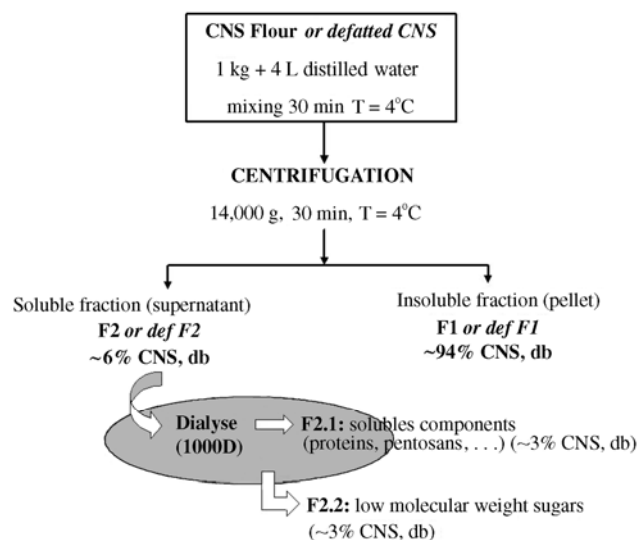 CNS Flour or defatted CNS
1 kg + 4 L distilled water
mixing 30 min T = 4°C
CENTRIFUGATION
14,000 g, 30 min, T = 4°C
Soluble fraction (supernatant)
F2 or def F2
~6% CNS, db
Insoluble fraction (pellet)
F1 or def F1
~94% CNS, db
Dialyse
(1000D)
F2.1: solubles components
(proteins, pentosans, . . .) (~3% CNS, db)
F2.2: low molecular weight sugars
(~3% CNS, db)